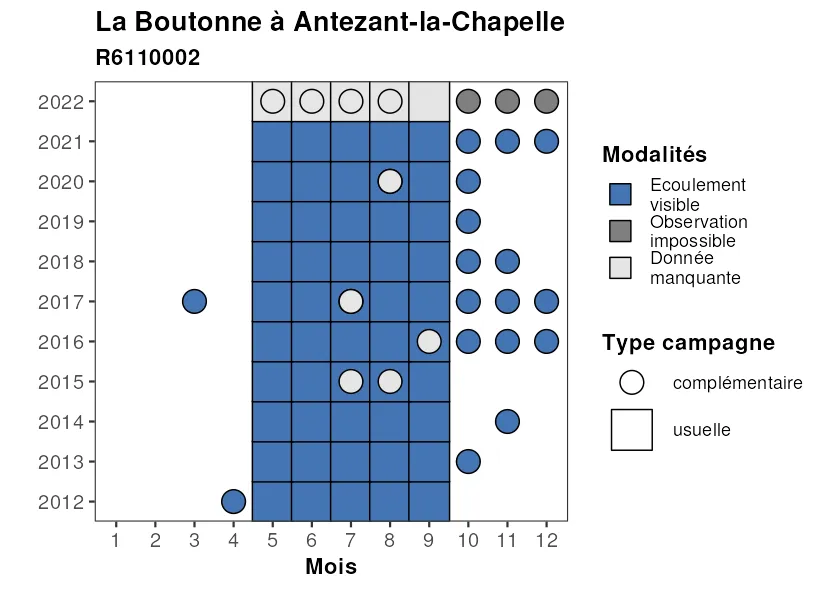 La Boutonne à Antezant-la-Chapelle
R6110002
2022
2021
2020
2019
2018
2017
2016
2015
2014
2013
2012
1 2 3 4 5 6 7 8 9 10 11 12
Mois
Modalités
Ecoulement
visible
Observation
impossible
Donnée
manquante
Type campagne
complémentaire
usuelle